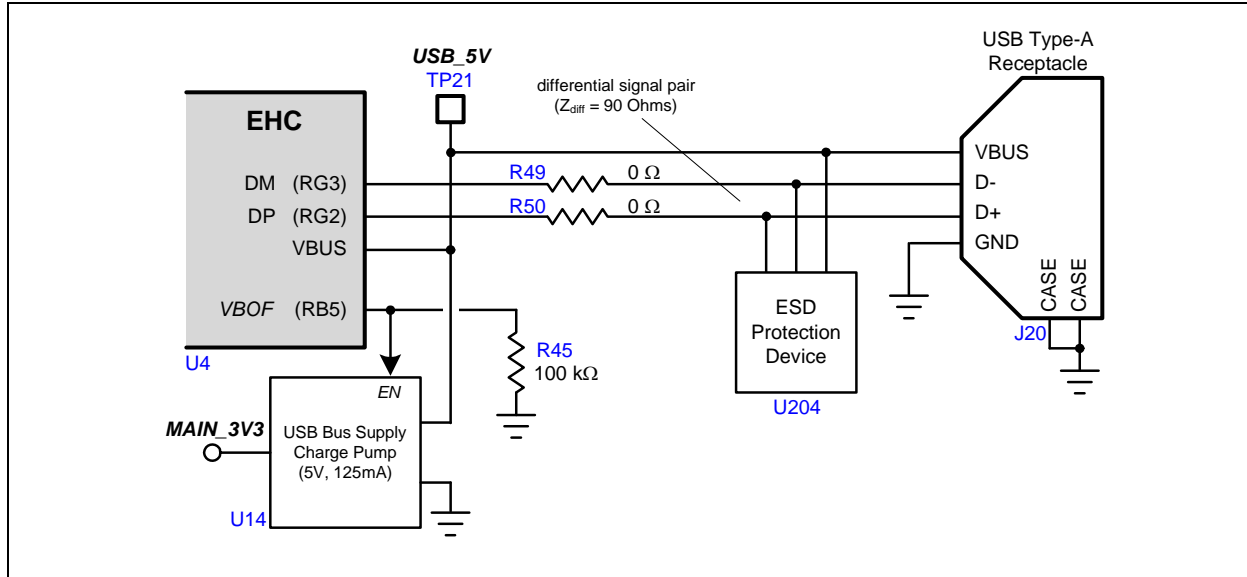 USB Type-A
Receptacle
USB_5V
TP21
differential signal pair
(Zdiff = 90 Ohms)
EHC
VBUS
DM (RG3)
R49
0 Ω
D-
DP (RG2)
R50
0 Ω
D+
VBUS
GND
CASE
CASE
VBOF (RB5)
ESD
Protection
Device
J20
R45
100 kΩ
U4
EN
U204
MAIN_3V3
USB Bus Supply
Charge Pump
(5V, 125mA)
U14